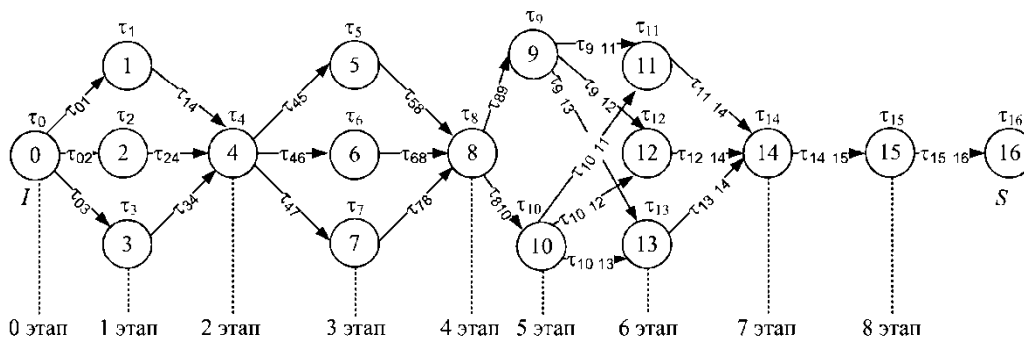 τ₁ τ₅ τ₉ τ₁₁
1 5 9 11
τ₀ τ₀₁ τ₁₄ τ₄₅ τ₅₈ τ₈₉ τ₉ ₁₁ τ₉ ₁₂ τ₉ ₁₃ τ₁₁ ₁₄
τ₂ τ₄ τ₆ τ₈ τ₁₂ τ₁₄ τ₁₅ τ₁₆
0 τ₀₂ 2 τ₂₄ 4 τ₄₆ 6 τ₆₈ 8 12 τ₁₂ ₁₄ 14 τ₁₄ ₁₅ 15 τ₁₅ ₁₆ 16
I τ₀₃ τ₃₄ τ₄₇ τ₇₈ τ₈₁₀ τ₁₀ ₁₁ τ₁₀ ₁₂ τ₁₃ ₁₄ S
τ₃ τ₇ τ₁₀ τ₁₃
3 7 10 τ₁₀ ₁₃ 13
0 этап 1 этап 2 этап 3 этап 4 этап 5 этап 6 этап 7 этап 8 этап